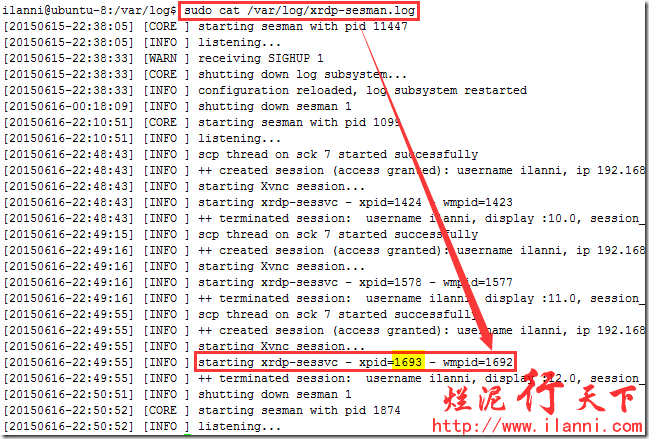 ilanni@ubuntu-8:/var/log$ sudo cat /var/log/xrdp-sesman.log
[20150615-22:38:05] [CORE ] starting sesman with pid 11447
[20150615-22:38:05] [INFO ] listening...
[20150615-22:38:33] [WARN ] receiving SIGHUP 1
[20150615-22:38:33] [CORE ] shutting down log subsystem...
[20150615-22:38:33] [INFO ] configuration reloaded, log subsystem restarted
[20150616-00:18:09] [INFO ] shutting down sesman 1
[20150616-22:10:51] [CORE ] starting sesman with pid 1099
[20150616-22:10:51] [INFO ] listening...
[20150616-22:48:43] [INFO ] scp thread on sck 7 started successfully
[20150616-22:48:43] [INFO ] ++ created session (access granted): username ilanni, ip 192.168
[20150616-22:48:43] [INFO ] starting Xvnc session...
[20150616-22:48:43] [INFO ] starting xrdp-sessvc - xpid=1424 - wmpid=1423
[20150616-22:48:43] [INFO ] ++ terminated session:  username ilanni, display :10.0, session_
[20150616-22:49:15] [INFO ] scp thread on sck 7 started successfully
[20150616-22:49:16] [INFO ] ++ created session (access granted): username ilanni, ip 192.168
[20150616-22:49:16] [INFO ] starting Xvnc session...
[20150616-22:49:16] [INFO ] starting xrdp-sessvc - xpid=1578 - wmpid=1577
[20150616-22:49:16] [INFO ] ++ terminated session:  username ilanni, display :11.0, session_
[20150616-22:49:55] [INFO ] scp thread on sck 7 started successfully
[20150616-22:49:55] [INFO ] ++ created session (access granted): username ilanni, ip 192.168
[20150616-22:49:55] [INFO ] starting Xvnc session...
[20150616-22:49:55] [INFO ] starting xrdp-sessvc - xpid=1693 - wmpid=1692
[20150616-22:49:55] [INFO ] ++ terminated session:  username ilanni, display :12.0, session_
[20150616-22:50:51] [INFO ] shutting down sesman 1
[20150616-22:50:52] [CORE ] starting sesman with pid 1874
[20150616-22:50:52] [INFO ] listening...
烂泥行天下
http://www.ilanni.com